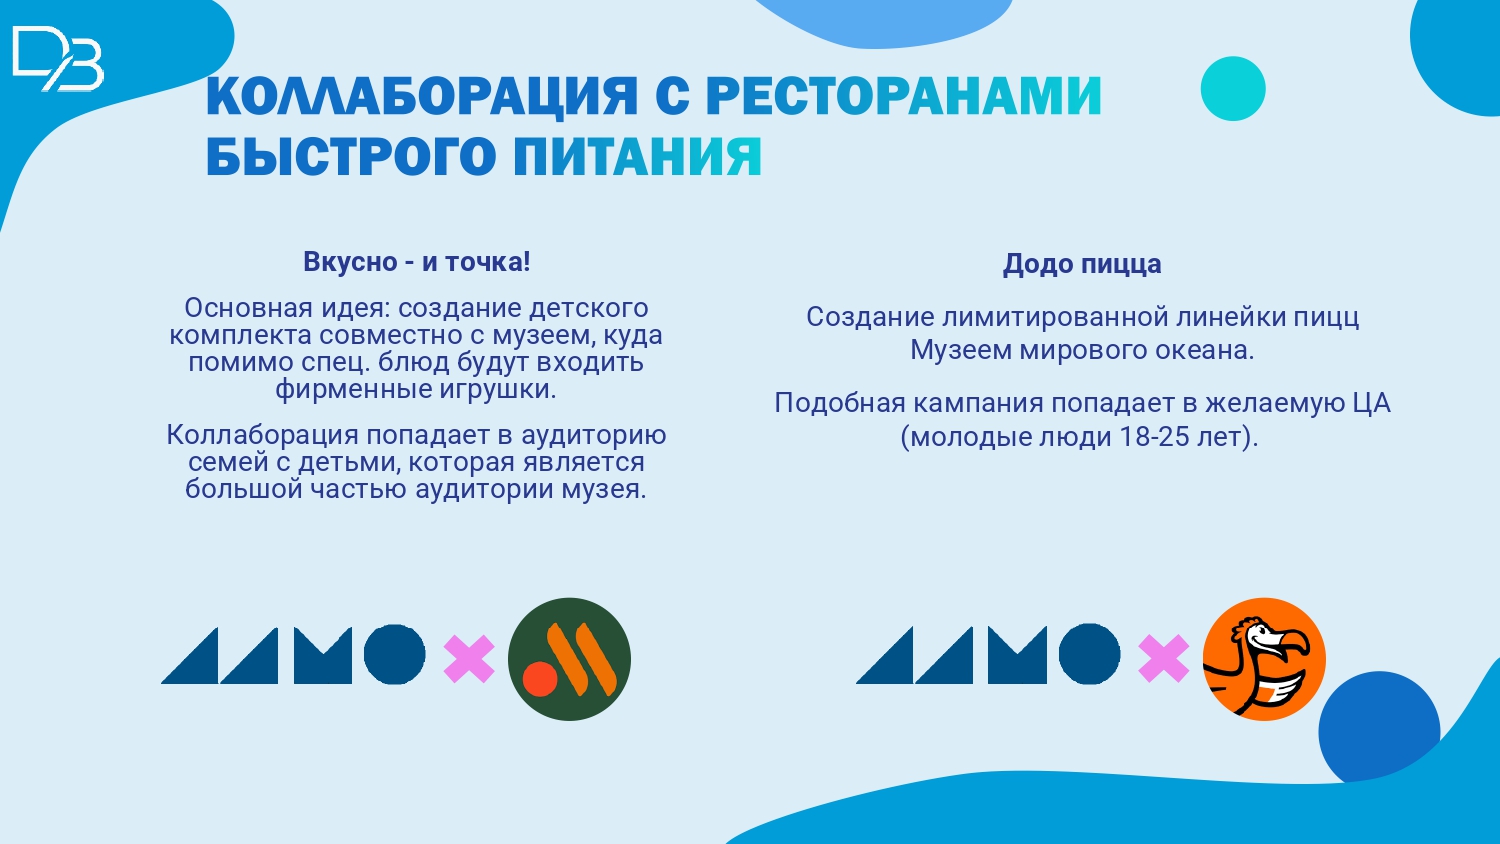 DB
КОЛЛАБОРАЦИЯ С РЕСТОРАНАМИ
БЫСТРОГО ПИТАНИЯ
Вкусно - и точка!
Основная идея: создание детского
комплекта совместно с музеем, куда
помимо спец. блюд будут входить
фирменные игрушки.
Коллаборация попадает в аудиторию
семей с детьми, которая является
большой частью аудитории музея.
Додо пицца
Создание лимитированной линейки пицц
Музеем мирового океана.
Подобная кампания попадает в желаемую ЦА
(молодые люди 18-25 лет).